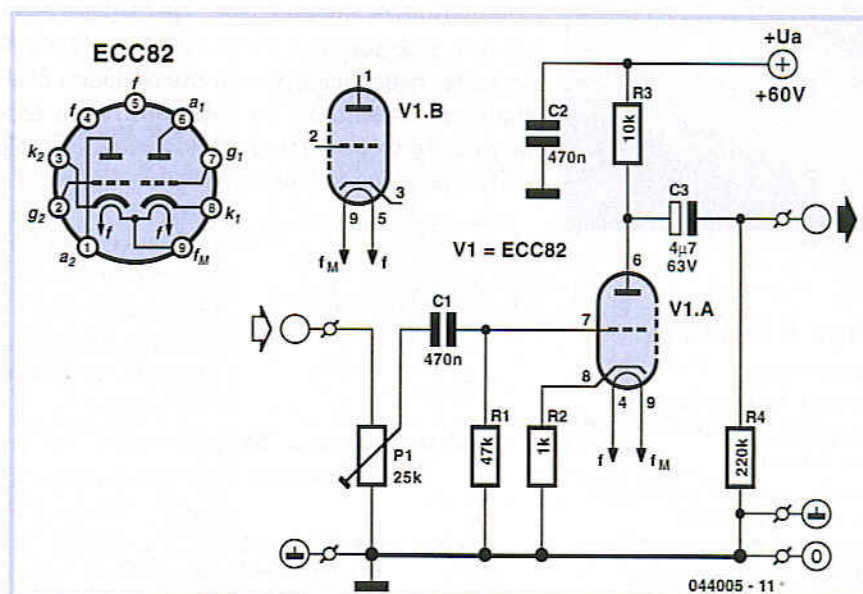 ECC82
f
f
a1
k2
g1
g2
k1
a2
fM
4
5
6
3
7
2
8
1
9
f
f
1
V1.B
2
3
9
5
fM
f
+Ua
+60V
C2
470n
R3
10k
C3
4µ7
63V
V1 = ECC82
6
V1.A
7
8
4
9
f
fM
C1
470n
P1
25k
R1
47k
R2
1k
R4
220k
0
044005 - 11